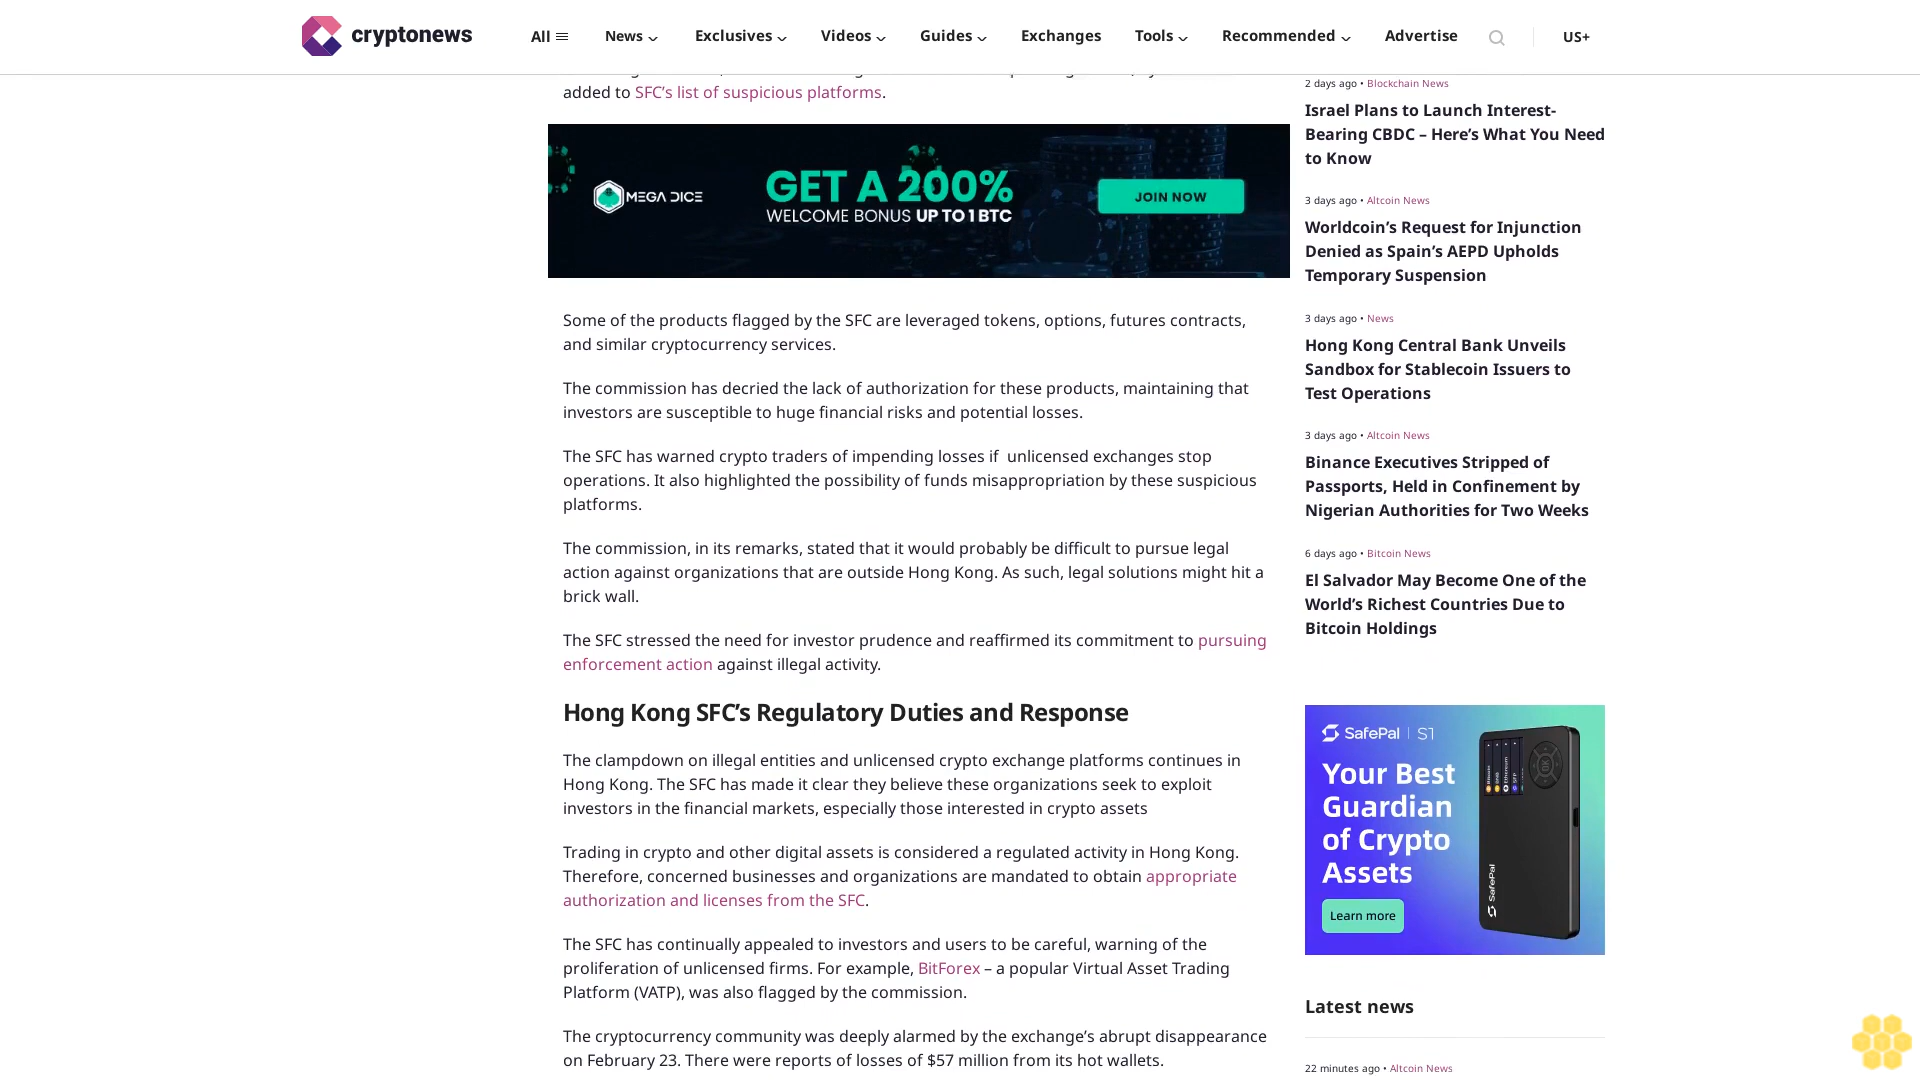 cryptonews
All
News
Exclusives
Videos
Guides
Exchanges
Tools
Recommended
Advertise
US+
added to SFC’s list of suspicious platforms.
MEGA DICE
GET A 200%
WELCOME BONUS UP TO 1 BTC
JOIN NOW
Some of the products flagged by the SFC are leveraged tokens, options, futures contracts,
and similar cryptocurrency services.
The commission has decried the lack of authorization for these products, maintaining that
investors are susceptible to huge financial risks and potential losses.
The SFC has warned crypto traders of impending losses if  unlicensed exchanges stop
operations. It also highlighted the possibility of funds misappropriation by these suspicious
platforms.
The commission, in its remarks, stated that it would probably be difficult to pursue legal
action against organizations that are outside Hong Kong. As such, legal solutions might hit a
brick wall.
The SFC stressed the need for investor prudence and reaffirmed its commitment to pursuing
enforcement action against illegal activity.
Hong Kong SFC’s Regulatory Duties and Response
The clampdown on illegal entities and unlicensed crypto exchange platforms continues in
Hong Kong. The SFC has made it clear they believe these organizations seek to exploit
investors in the financial markets, especially those interested in crypto assets
Trading in crypto and other digital assets is considered a regulated activity in Hong Kong.
Therefore, concerned businesses and organizations are mandated to obtain appropriate
authorization and licenses from the SFC.
The SFC has continually appealed to investors and users to be careful, warning of the
proliferation of unlicensed firms. For example, BitForex – a popular Virtual Asset Trading
Platform (VATP), was also flagged by the commission.
The cryptocurrency community was deeply alarmed by the exchange’s abrupt disappearance
on February 23. There were reports of losses of $57 million from its hot wallets.
2 days ago • Blockchain News
Israel Plans to Launch Interest-
Bearing CBDC – Here’s What You Need
to Know
3 days ago • Altcoin News
Worldcoin’s Request for Injunction
Denied as Spain’s AEPD Upholds
Temporary Suspension
3 days ago • News
Hong Kong Central Bank Unveils
Sandbox for Stablecoin Issuers to
Test Operations
3 days ago • Altcoin News
Binance Executives Stripped of
Passports, Held in Confinement by
Nigerian Authorities for Two Weeks
6 days ago • Bitcoin News
El Salvador May Become One of the
World’s Richest Countries Due to
Bitcoin Holdings
SafePal | S1
Your Best
Guardian
of Crypto
Assets
Learn more
SafePal
OK
Latest news
22 minutes ago • Altcoin News